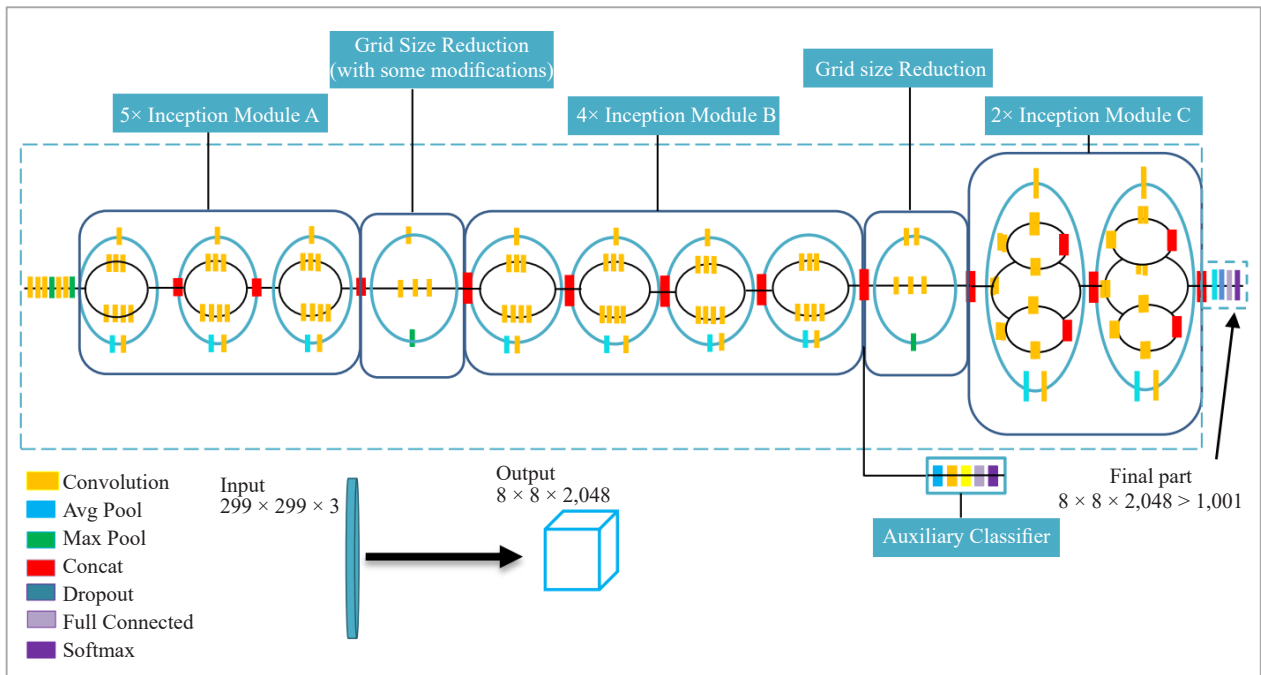 Grid Size Reduction
(with some modifications)
Grid size Reduction
5× Inception Module A
4× Inception Module B
2× Inception Module C
Convolution
Avg Pool
Max Pool
Concat
Dropout
Full Connected
Softmax
Input
299 × 299 × 3
Output
8 × 8 × 2,048
Auxiliary Classifier
Final part
8 × 8 × 2,048 > 1,001